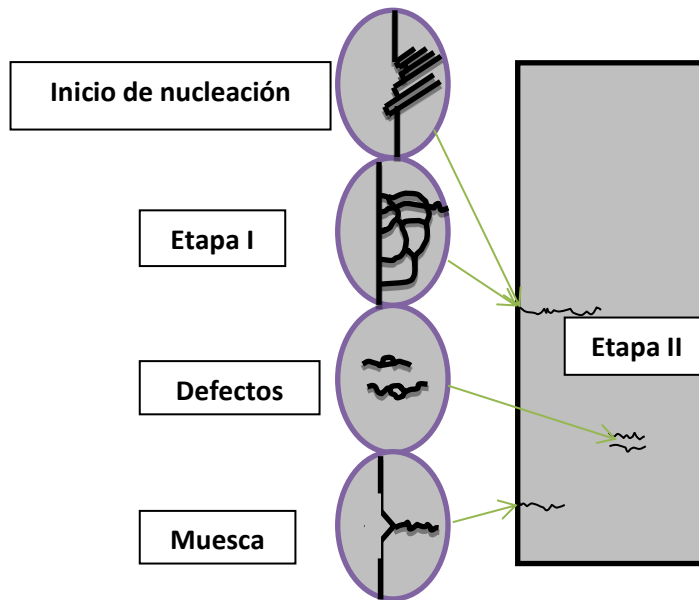 Inicio de nucleación
Etapa I
Etapa II
Defectos
Muesca